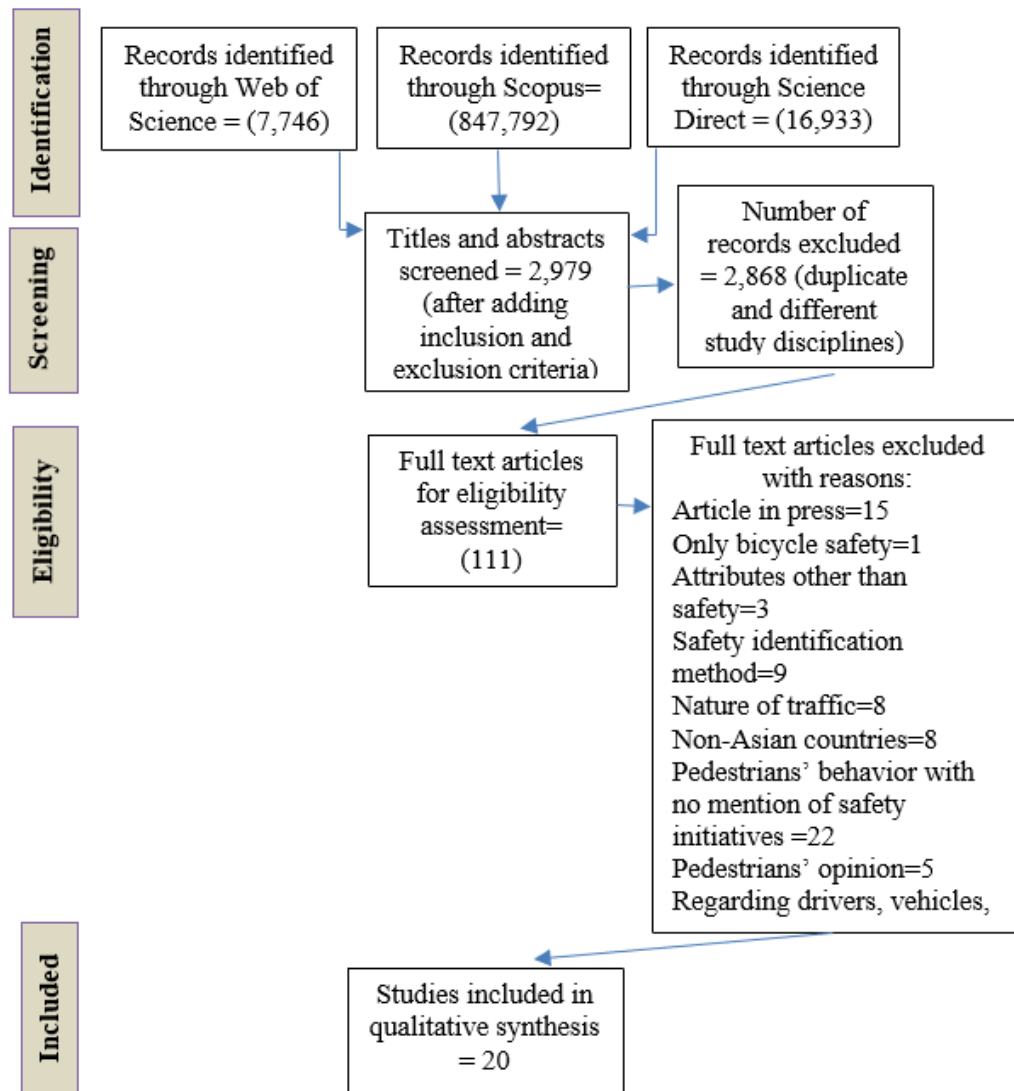 Identification
Records identified
through Web of
Science = (7,746)
Records identified
through Scopus=
(847,792)
Records identified
through Science
Direct = (16,933)
Screening
Titles and abstracts
screened = 2,979
(after adding
inclusion and
exclusion criteria)
Number of
records excluded
= 2,868 (duplicate
and different
study disciplines)
Eligibility
Full text articles
for eligibility
assessment=
(111)
Full text articles excluded
with reasons:
Article in press=15
Only bicycle safety=1
Attributes other than
safety=3
Safety identification
method=9
Nature of traffic=8
Non-Asian countries=8
Pedestrians’ behavior with
no mention of safety
initiatives =22
Pedestrians’ opinion=5
Regarding drivers, vehicles,
Included
Studies included in
qualitative synthesis
= 20